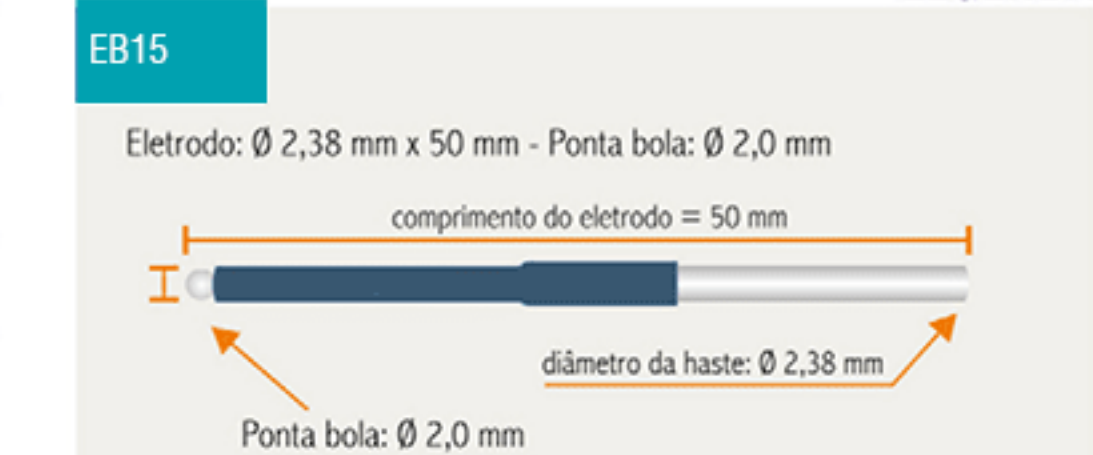 EB15
Eletrodo: Ø 2,38 mm x 50 mm - Ponta bola: Ø 2,0 mm
comprimento do eletrodo = 50 mm
diâmetro da haste: Ø 2,38 mm
Ponta bola: Ø 2,0 mm